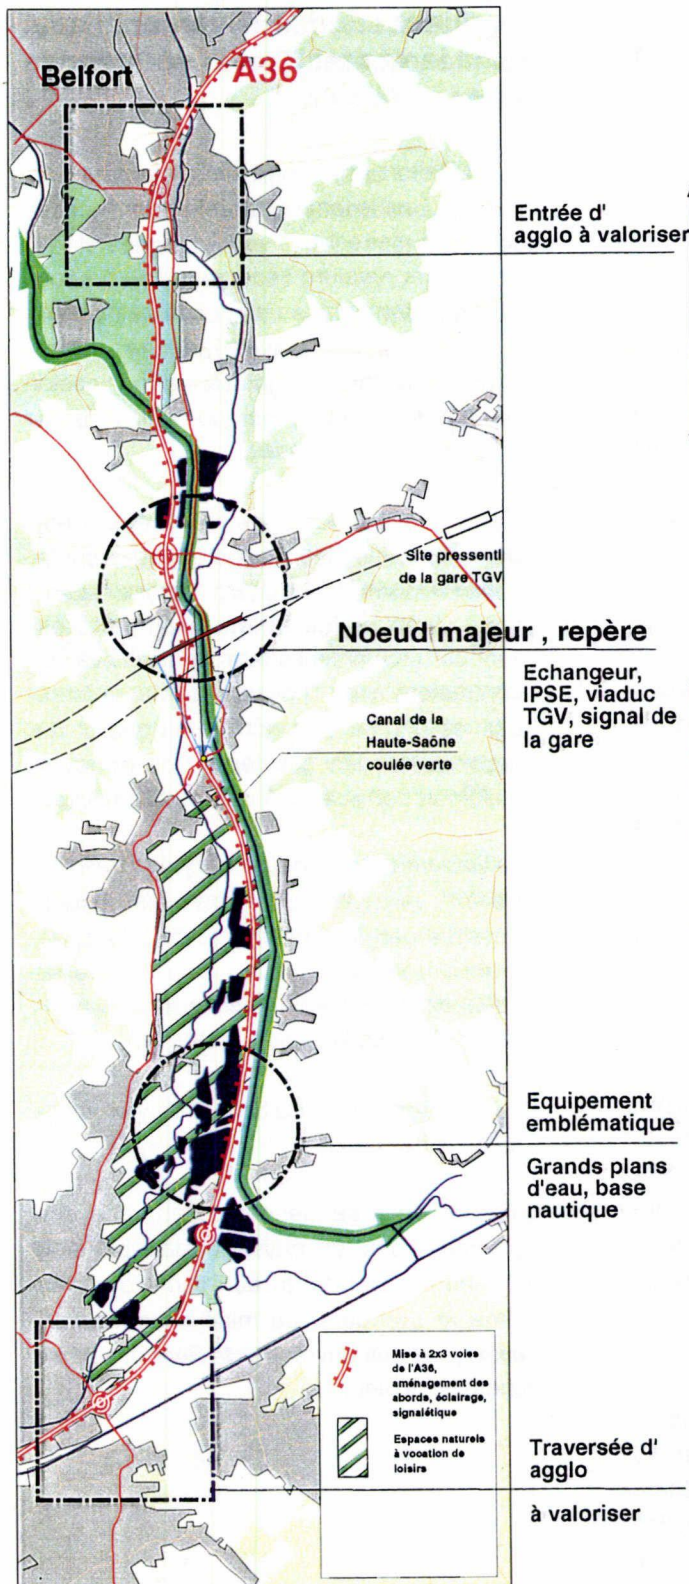 Belfort
A36
Entrée d'
agglo à valoriser
Site pressenti
de la gare TGV
Noeud majeur , repère
Echangeur,
IPSE, viaduc
TGV, signal de
la gare
Canal de la
Haute-Saône
coulée verte
Equipement
emblématique
Grands plans
d'eau, base
nautique
Mise à 2x3 voies
de l'A36,
aménagement des
abords, éclairage,
signalétique
Espaces naturels
à vocation de
loisirs
Traversée d'
agglo
à valoriser